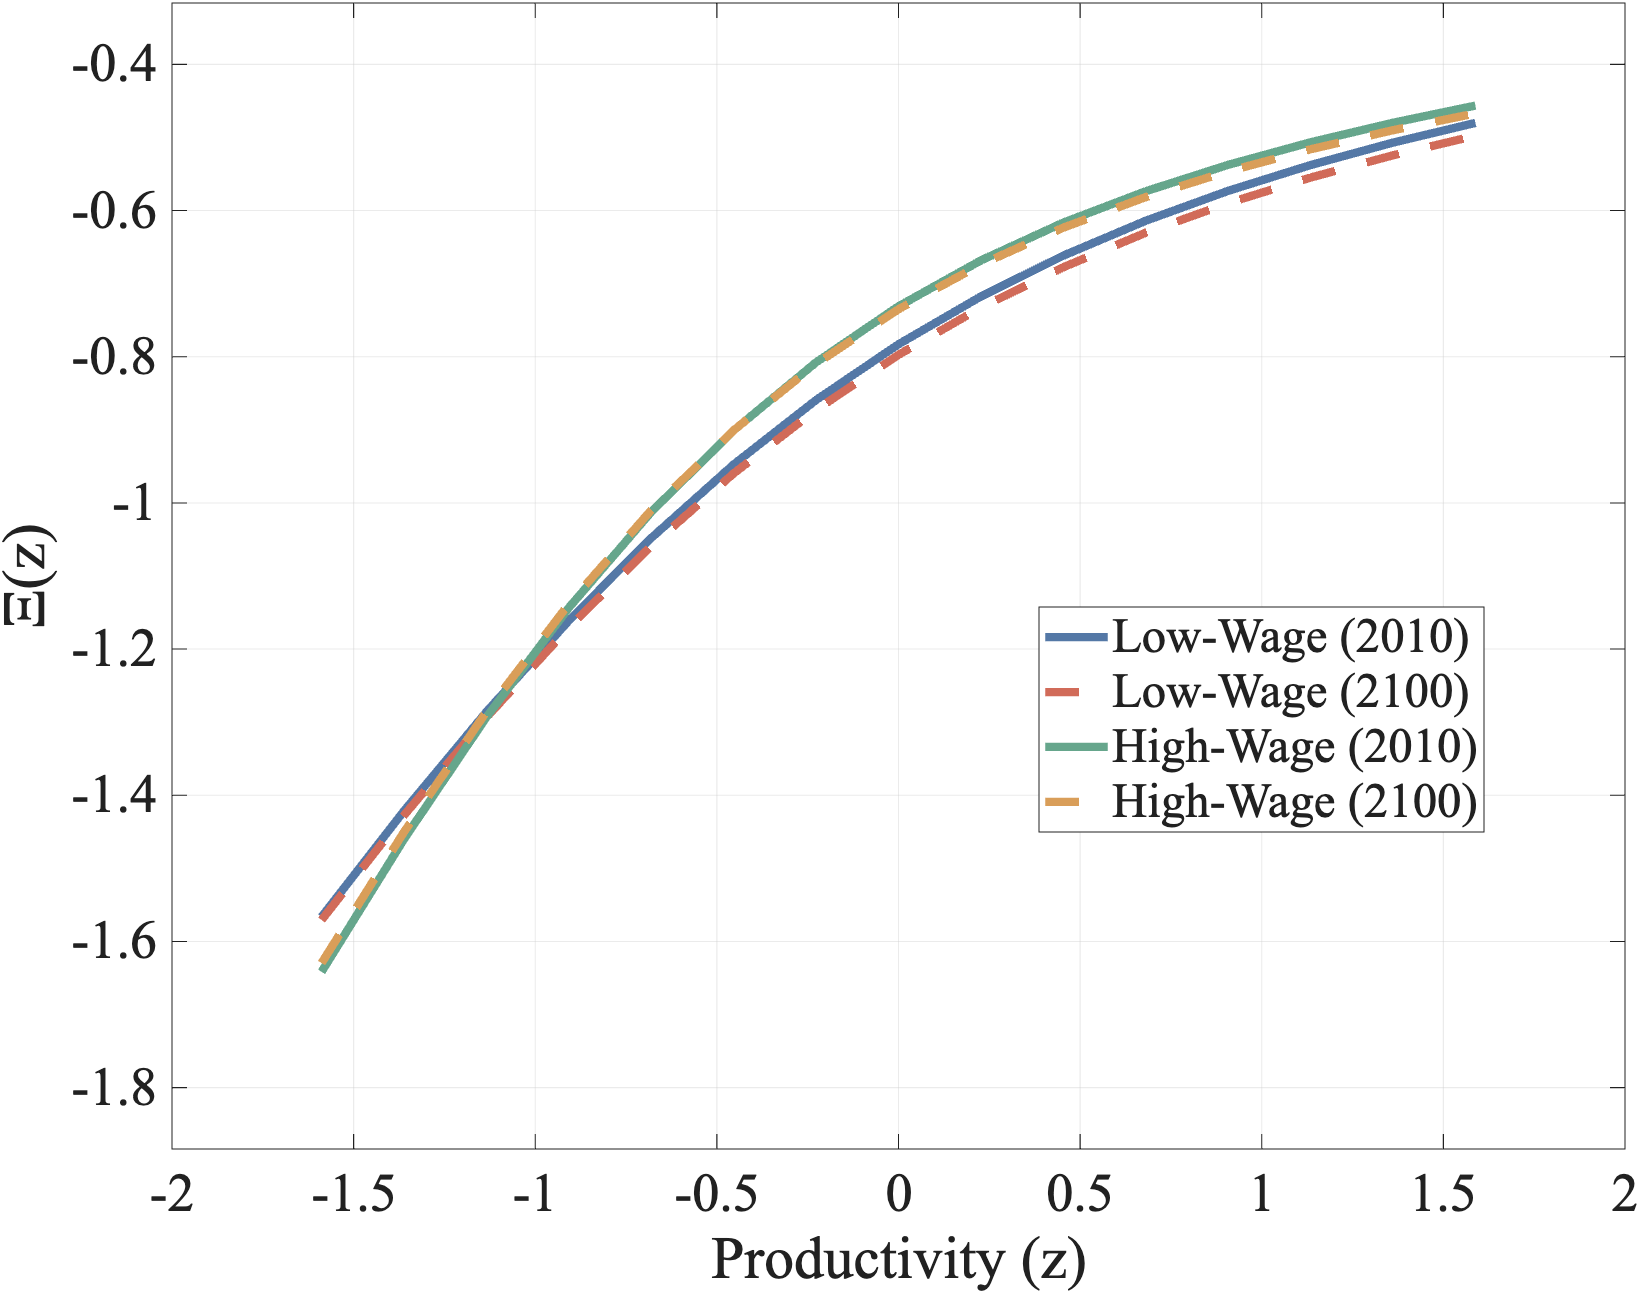 -0.4
-0.6
-0.8
-1
-1.2
-1.4
-1.6
-1.8
Ξ(z)
Low-Wage (2010)
Low-Wage (2100)
High-Wage (2010)
High-Wage (2100)
-2 -1.5 -1 -0.5 0 0.5 1 1.5 2
Productivity (z)